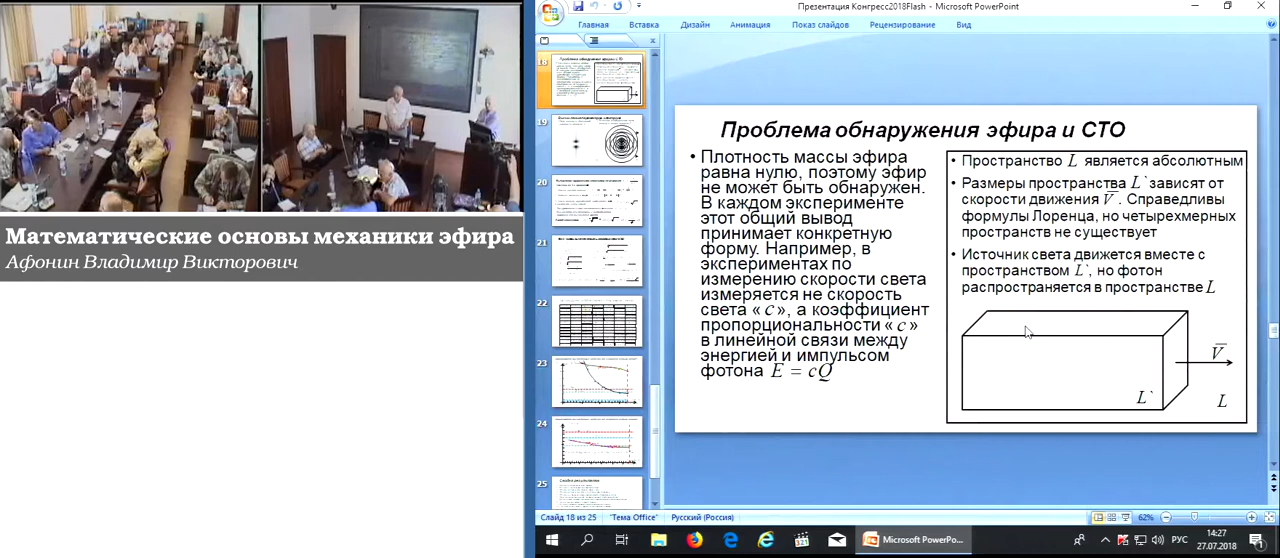 Математические основы механики эфира
Афонин Владимир Викторович
Презентация Конгресс2018Flash - Microsoft PowerPoint
Главная Вставка Дизайн Анимация Показ слайдов Рецензирование Вид
18
19
20
21
22
23
24
25
Проблема обнаружения эфира и СТО
• Плотность массы эфира
равна нулю, поэтому эфир
не может быть обнаружен.
В каждом эксперименте
этот общий вывод
принимает конкретную
форму. Например, в
экспериментах по
измерению скорости света
измеряется не скорость
света « c », а коэффициент
пропорциональности « c »
в линейной связи между
энергией и импульсом
фотона E = cQ
• Пространство L является абсолютным
• Размеры пространства L` зависят от
скорости движения V̅ . Справедливы
формулы Лоренца, но четырехмерных
пространств не существует
• Источник света движется вместе с
пространством L`, но фотон
распространяется в пространстве L
V̅
L`
L
Слайд 18 из 25 "Тема Office" Русский (Россия) 62%
Microsoft PowerPo...
РУС
14:27
27.07.2018